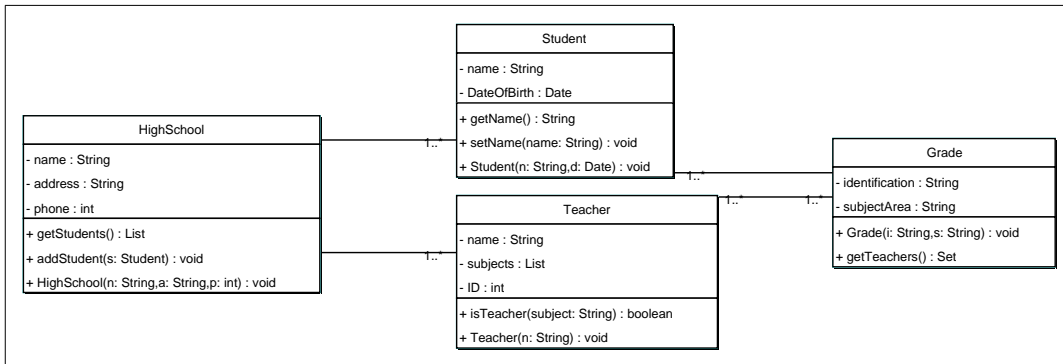 HighSchool
- name : String
- address : String
- phone : int
+ getStudents() : List
+ addStudent(s: Student) : void
+ HighSchool(n: String,a: String,p: int) : void
1..*
1..*
Student
- name : String
- DateOfBirth : Date
+ getName() : String
+ setName(name: String) : void
+ Student(n: String,d: Date) : void
1..*
Teacher
- name : String
- subjects : List
- ID : int
+ isTeacher(subject: String) : boolean
+ Teacher(n: String) : void
1..*
1..*
Grade
- identification : String
- subjectArea : String
+ Grade(i: String,s: String) : void
+ getTeachers() : Set